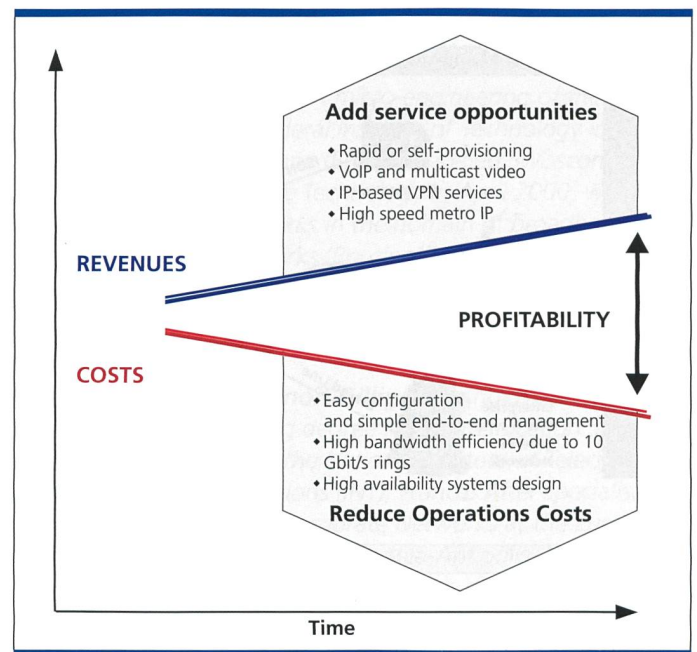 Add service opportunities
◆ Rapid or self-provisioning
◆ VoIP and multicast video
◆ IP-based VPN services
◆ High speed metro IP
REVENUES
PROFITABILITY
COSTS
◆ Easy configuration
and simple end-to-end management
◆ High bandwidth efficiency due to 10
Gbit/s rings
◆ High availability systems design
Reduce Operations Costs
Time